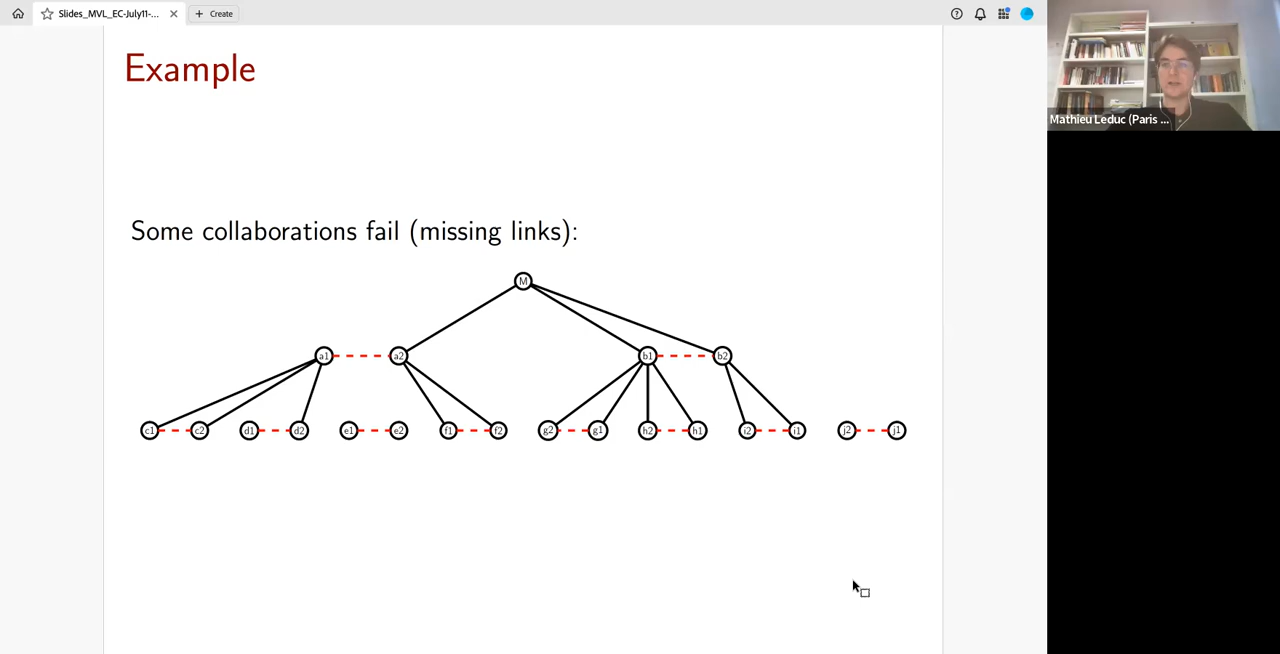 Slides_MVL_EC-July11-...
Create
Example
Mathieu Leduc (Paris ...
Some collaborations fail (missing links):
M
a1 a2 b1 b2
c1 c2 d1 d2 e1 e2 f1 f2 g2 g1 h2 h1 i2 i1 j2 j1